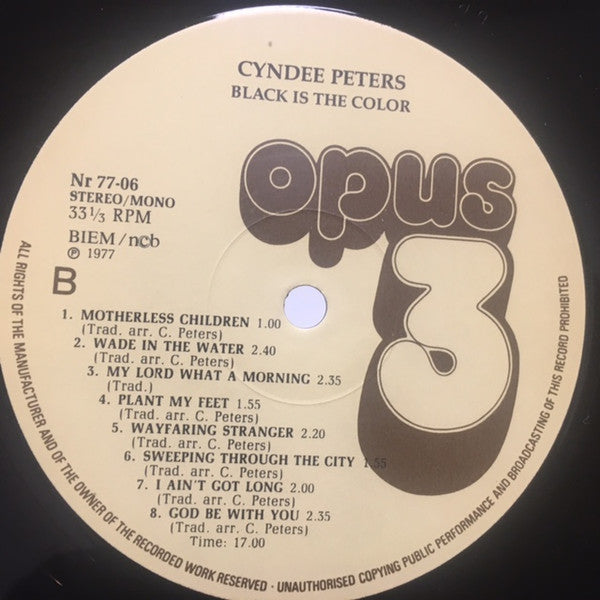 CYNDEE PETERS
BLACK IS THE COLOR
opus
3
Nr 77-06
STEREO/MONO
33 1/3 RPM
BIEM/ncb
℗ 1977
B
1. MOTHERLESS CHILDREN 1.00
(Trad. arr. C. Peters)
2. WADE IN THE WATER 2.40
(Trad. arr. C. Peters)
3. MY LORD WHAT A MORNING 2.35
(Trad.)
4. PLANT MY FEET 1.55
(Trad. arr. C. Peters)
5. WAYFARING STRANGER 2.20
(Trad. arr. C. Peters)
6. SWEEPING THROUGH THE CITY 1.55
(Trad. arr. C. Peters)
7. I AIN'T GOT LONG 2.00
(Trad. arr. C. Peters)
8. GOD BE WITH YOU 2.35
(Trad. arr. C. Peters)
Time: 17.00
ALL RIGHTS OF THE MANUFACTURER AND OF THE OWNER OF THE RECORDED WORK RESERVED · UNAUTHORISED COPYING PUBLIC PERFORMANCE AND BROADCASTING OF THIS RECORD PROHIBITED